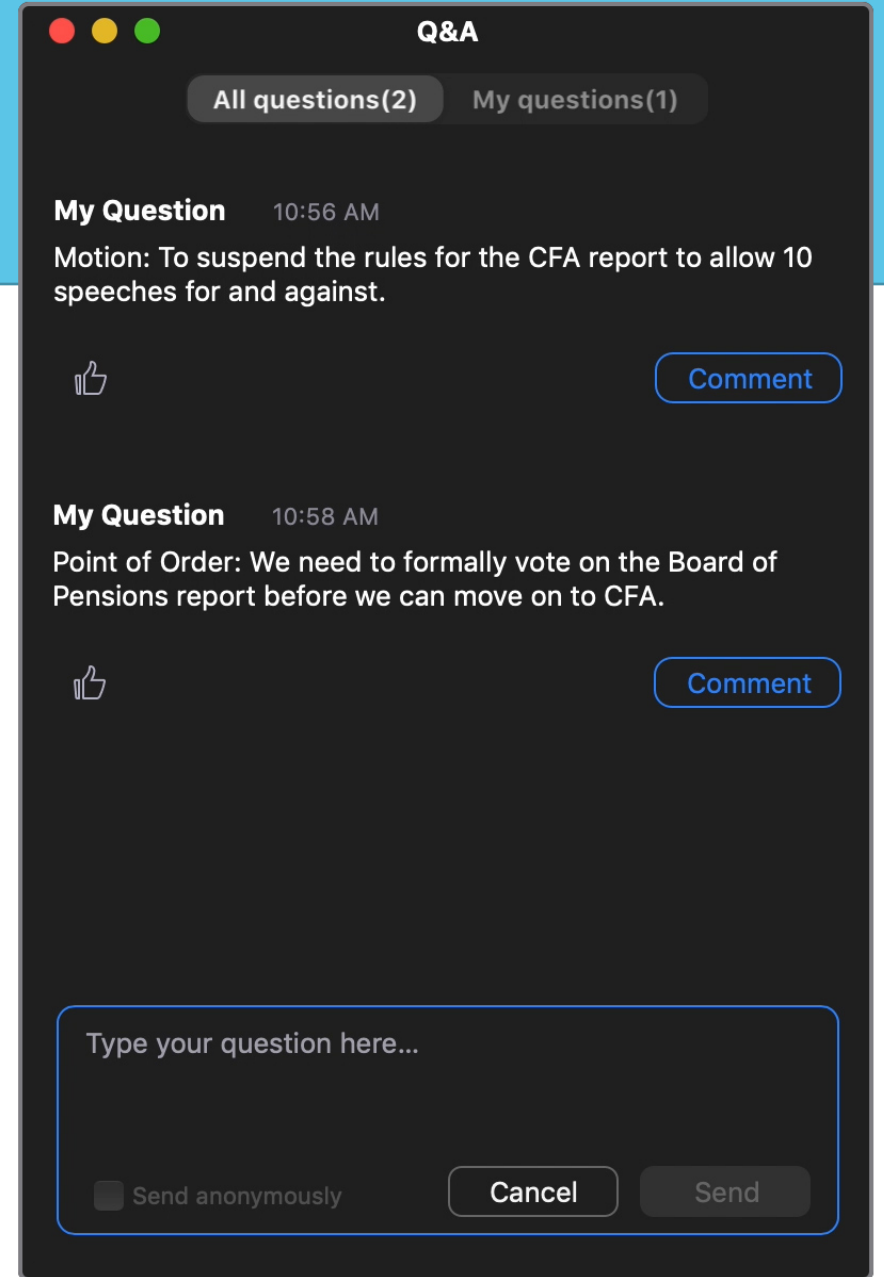 Q&A
All questions(2) My questions(1)
My Question 10:56 AM
Motion: To suspend the rules for the CFA report to allow 10
speeches for and against.
Comment
My Question 10:58 AM
Point of Order: We need to formally vote on the Board of
Pensions report before we can move on to CFA.
Comment
Type your question here...
Send anonymously Cancel Send